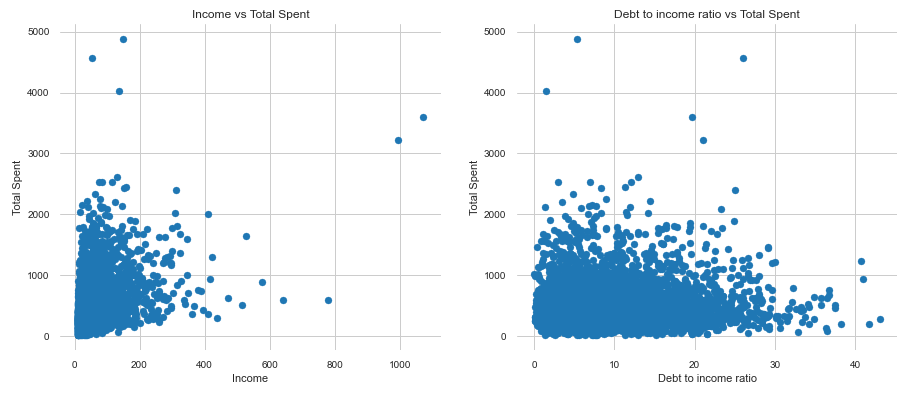 Income vs Total Spent
5000
4000
3000
2000
1000
0
Total Spent
0 200 400 600 800 1000
Income
Debt to income ratio vs Total Spent
5000
4000
3000
2000
1000
0
Total Spent
0 10 20 30 40
Debt to income ratio